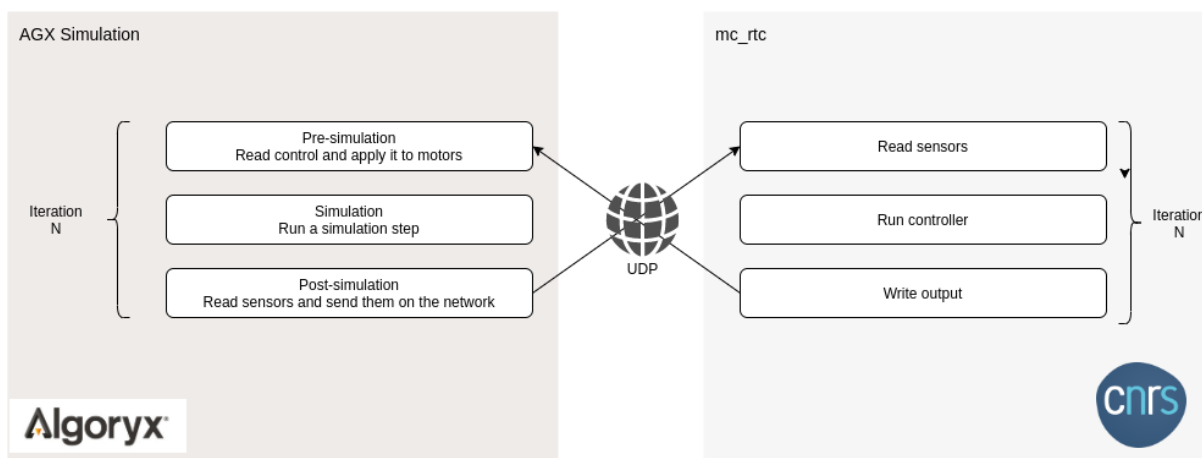 AGX Simulation
Iteration
N
Pre-simulation
Read control and apply it to motors
Simulation
Run a simulation step
Post-simulation
Read sensors and send them on the network
Algoryx
UDP
mc_rtc
Read sensors
Run controller
Write output
Iteration
N
cnrs